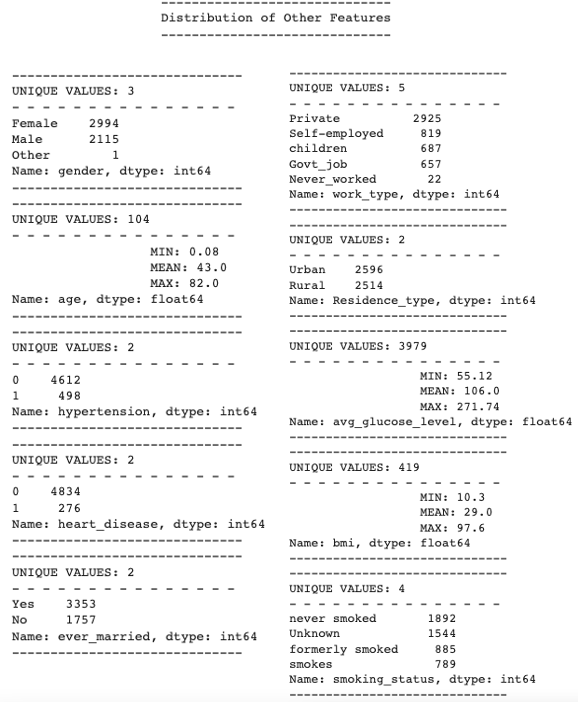 ------------------------------
Distribution of Other Features
------------------------------
------------------------------
UNIQUE VALUES: 3
- - - - - - - - - - - - - - -
Female    2994
Male      2115
Other        1
Name: gender, dtype: int64
------------------------------
------------------------------
UNIQUE VALUES: 104
- - - - - - - - - - - - - - -
MIN: 0.08
MEAN: 43.0
MAX: 82.0
Name: age, dtype: float64
------------------------------
------------------------------
UNIQUE VALUES: 2
- - - - - - - - - - - - - - -
0    4612
1     498
Name: hypertension, dtype: int64
------------------------------
------------------------------
UNIQUE VALUES: 2
- - - - - - - - - - - - - - -
0    4834
1     276
Name: heart_disease, dtype: int64
------------------------------
------------------------------
UNIQUE VALUES: 2
- - - - - - - - - - - - - - -
Yes    3353
No     1757
Name: ever_married, dtype: int64
------------------------------
------------------------------
UNIQUE VALUES: 5
- - - - - - - - - - - - - - -
Private          2925
Self-employed     819
children          687
Govt_job          657
Never_worked       22
Name: work_type, dtype: int64
------------------------------
------------------------------
UNIQUE VALUES: 2
- - - - - - - - - - - - - - -
Urban    2596
Rural    2514
Name: Residence_type, dtype: int64
------------------------------
------------------------------
UNIQUE VALUES: 3979
- - - - - - - - - - - - - - -
MIN: 55.12
MEAN: 106.0
MAX: 271.74
Name: avg_glucose_level, dtype: float64
------------------------------
------------------------------
UNIQUE VALUES: 419
- - - - - - - - - - - - - - -
MIN: 10.3
MEAN: 29.0
MAX: 97.6
Name: bmi, dtype: float64
------------------------------
------------------------------
UNIQUE VALUES: 4
- - - - - - - - - - - - - - -
never smoked       1892
Unknown            1544
formerly smoked     885
smokes              789
Name: smoking_status, dtype: int64
------------------------------